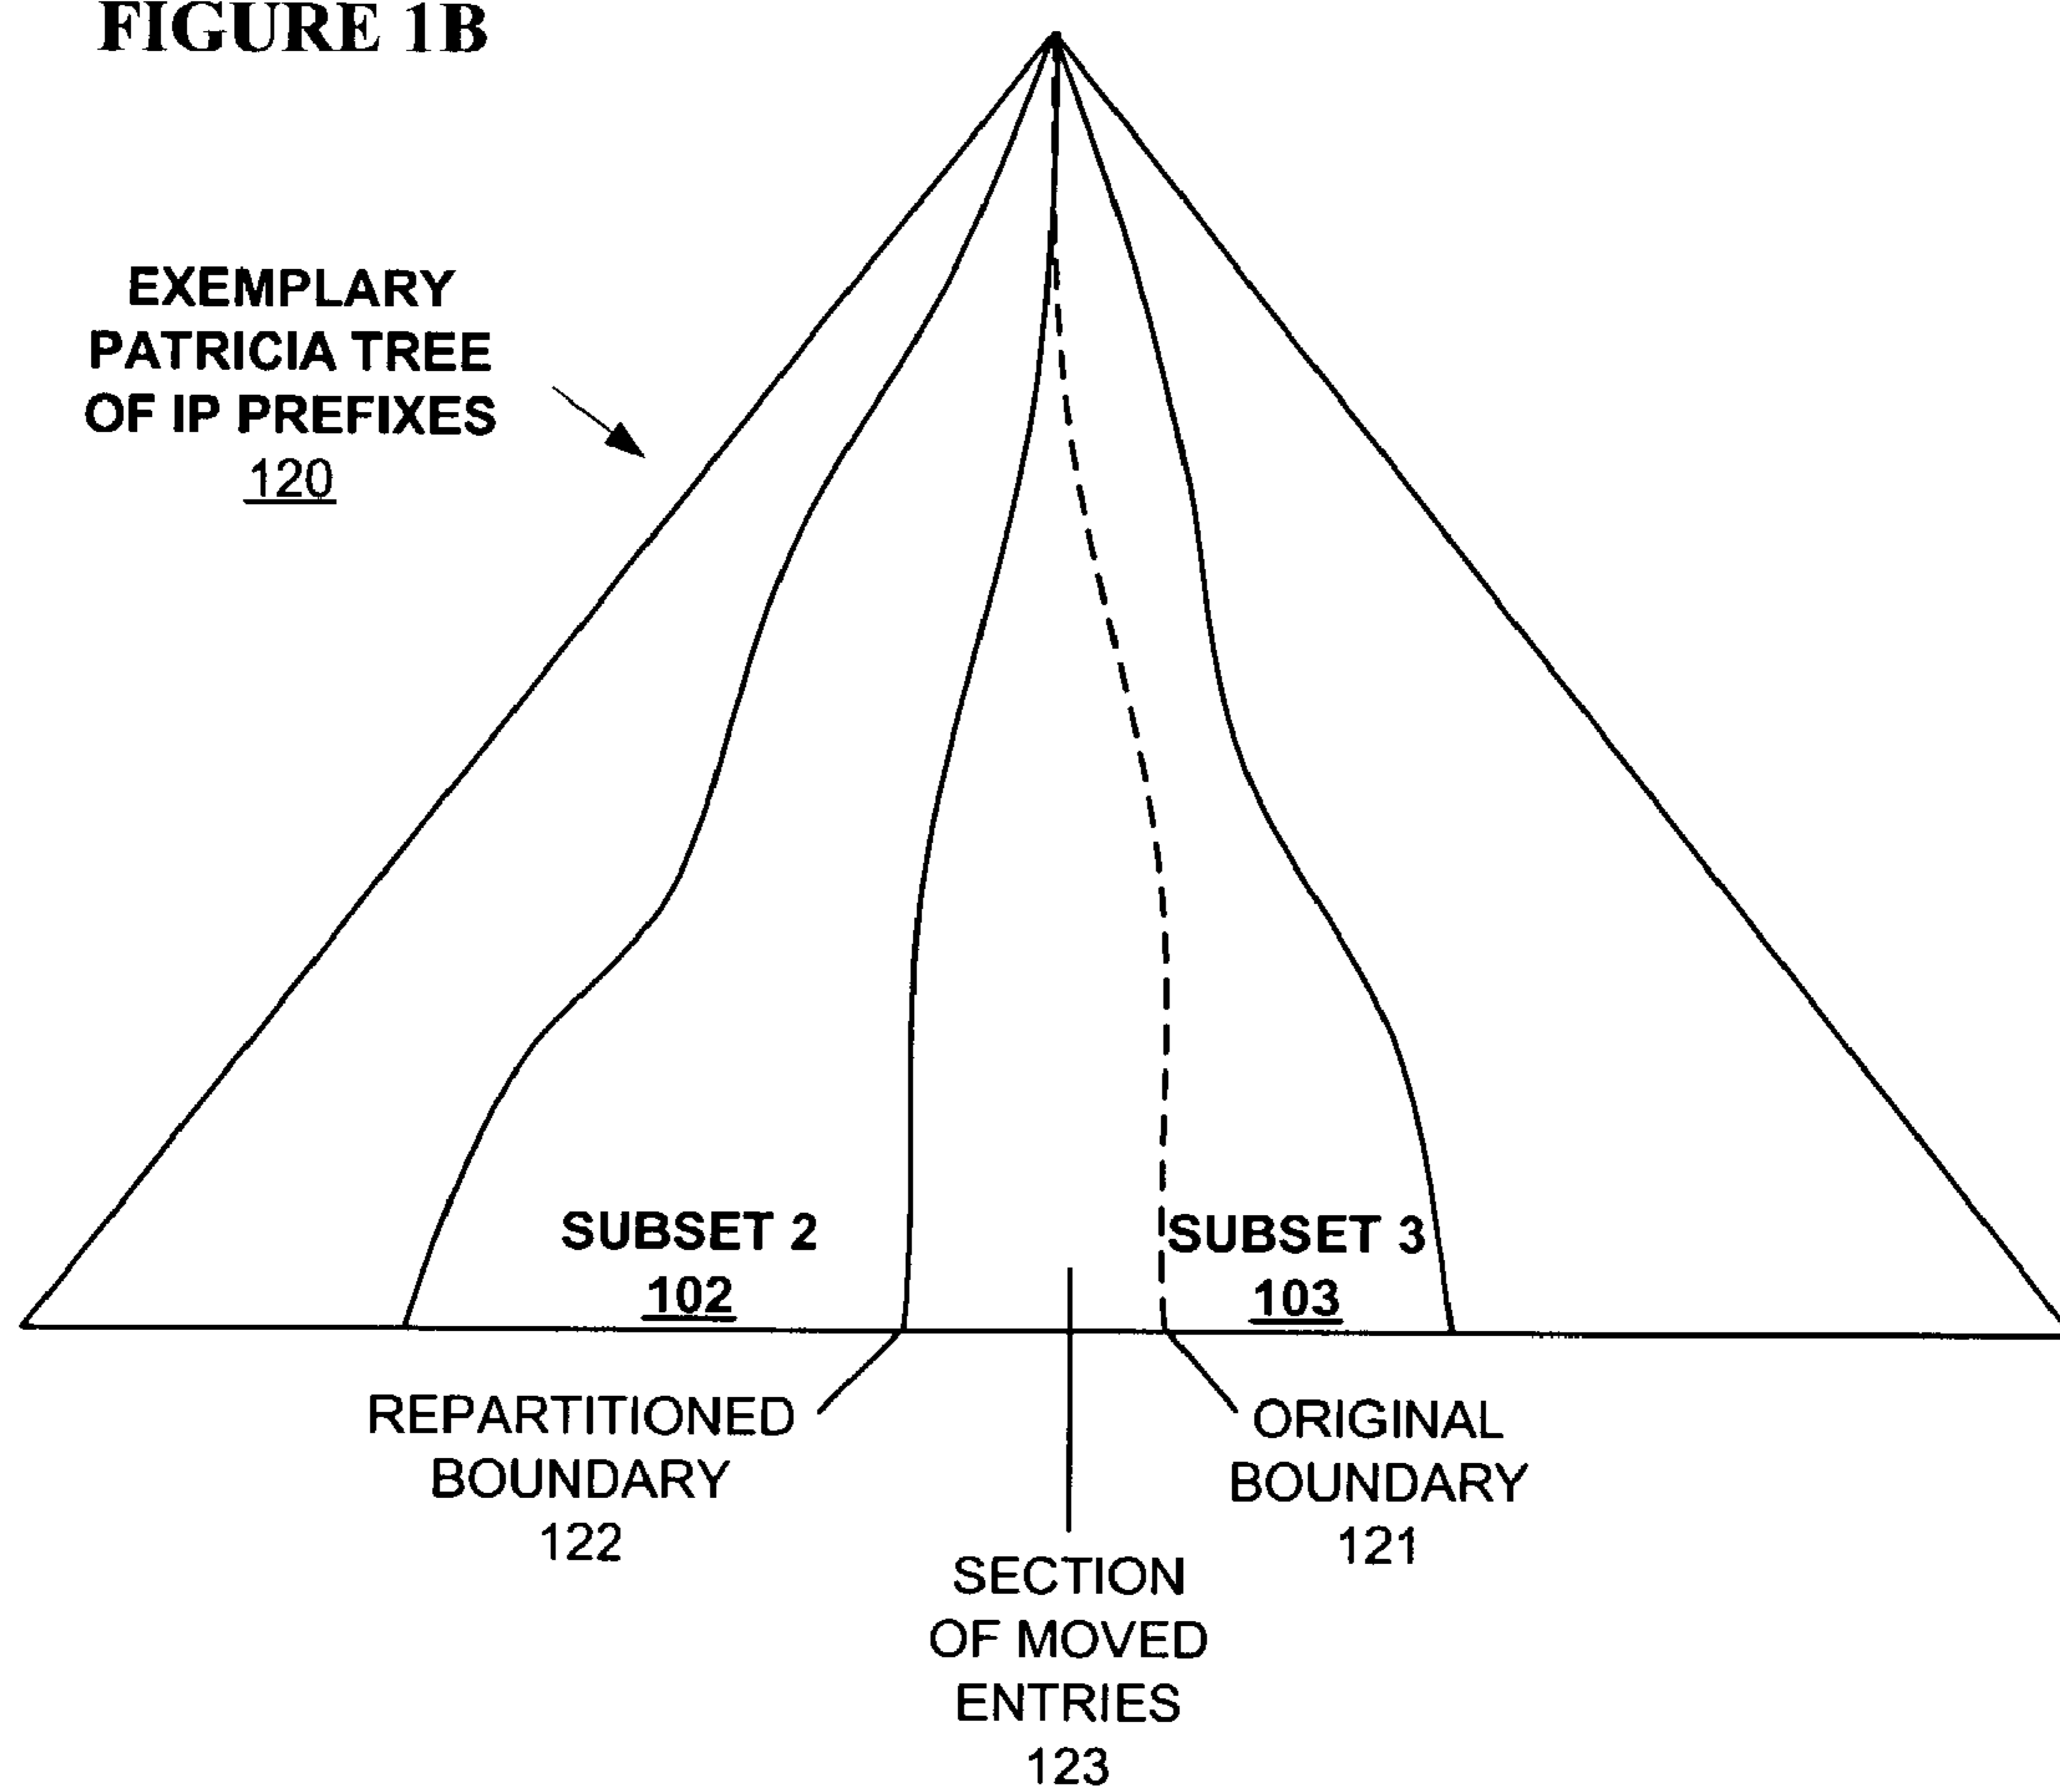 FIGURE 1B
EXEMPLARY
PATRICIA TREE
OF IP PREFIXES
120
SUBSET 2
102
SUBSET 3
103
REPARTITIONED
BOUNDARY
122
ORIGINAL
BOUNDARY
121
SECTION
OF MOVED
ENTRIES
123